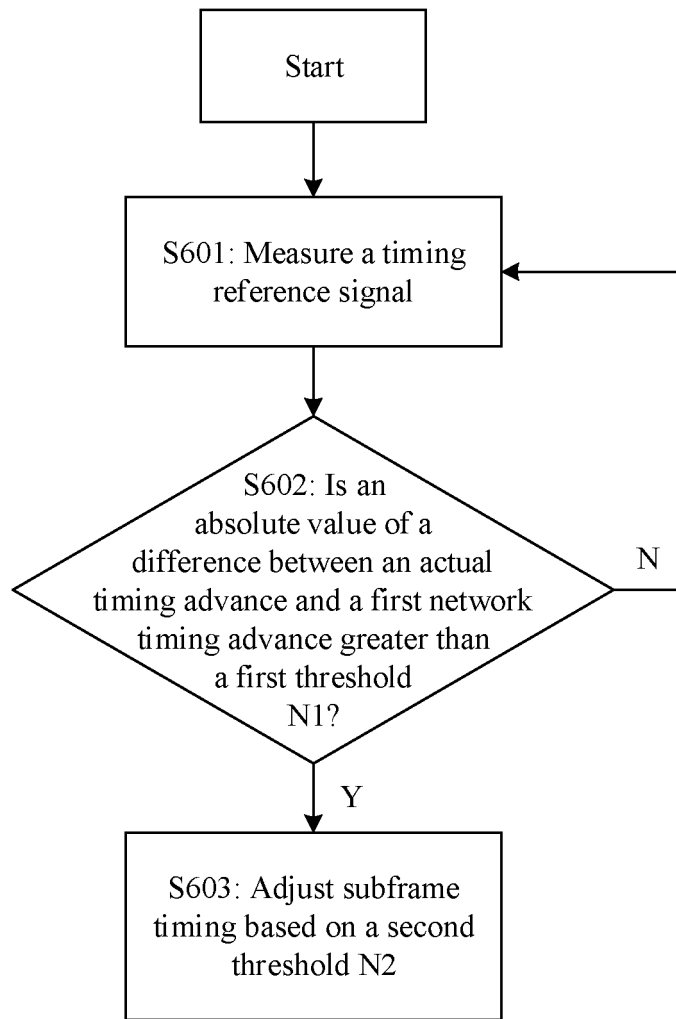 Start
S601: Measure a timing
reference signal
S602: Is an
absolute value of a
difference between an actual
timing advance and a first network
timing advance greater than
a first threshold
N1?
N
Y
S603: Adjust subframe
timing based on a second
threshold N2